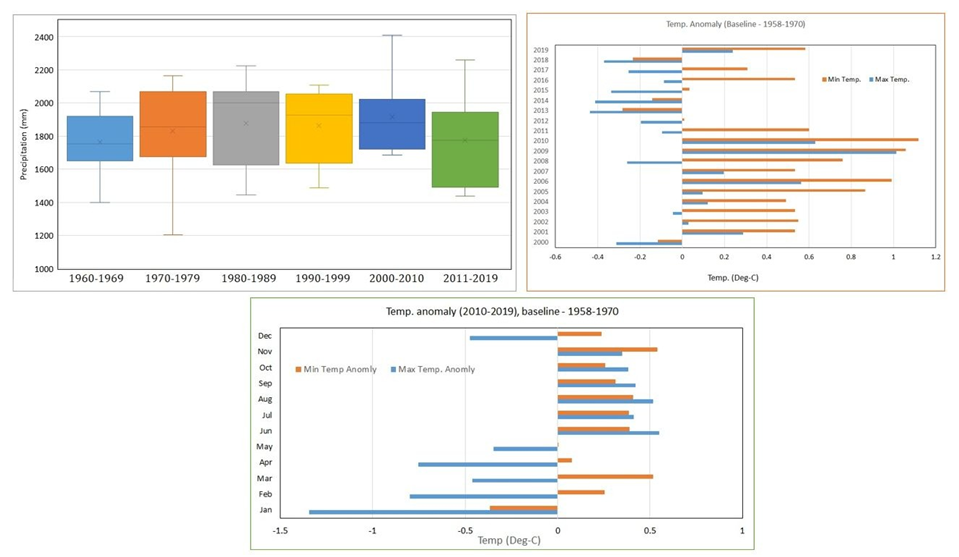 2400
2200
2000
1800
1600
1400
1200
1000
Precipitation (mm)
1960-1969 1970-1979 1980-1989 1990-1999 2000-2010 2011-2019
Temp. Anomaly (Baseline - 1958-1970)
2019
2018
2017
2016
2015
2014
2013
2012
2011
2010
2009
2008
2007
2006
2005
2004
2003
2002
2001
2000
Min Temp. Max Temp.
-0.6 -0.4 -0.2 0 0.2 0.4 0.6 0.8 1 1.2
Temp. (Deg-C)
Temp. anomaly (2010-2019), baseline - 1958-1970
Dec
Nov
Oct
Sep
Aug
Jul
Jun
May
Apr
Mar
Feb
Jan
Min Temp Anomly Max Temp. Anomly
-1.5 -1 -0.5 0 0.5 1
Temp (Deg-C)